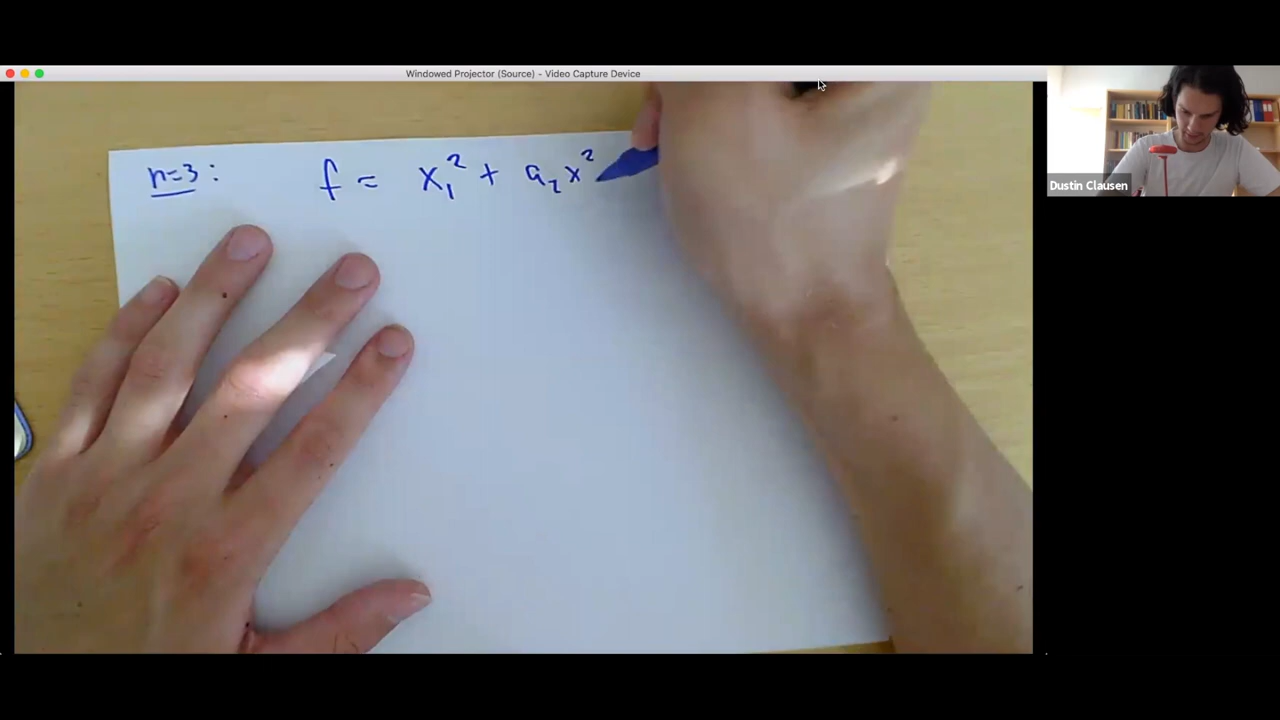 Windowed Projector (Source) - Video Capture Device
n=3: f = x₁² + a₂x²
Dustin Clausen